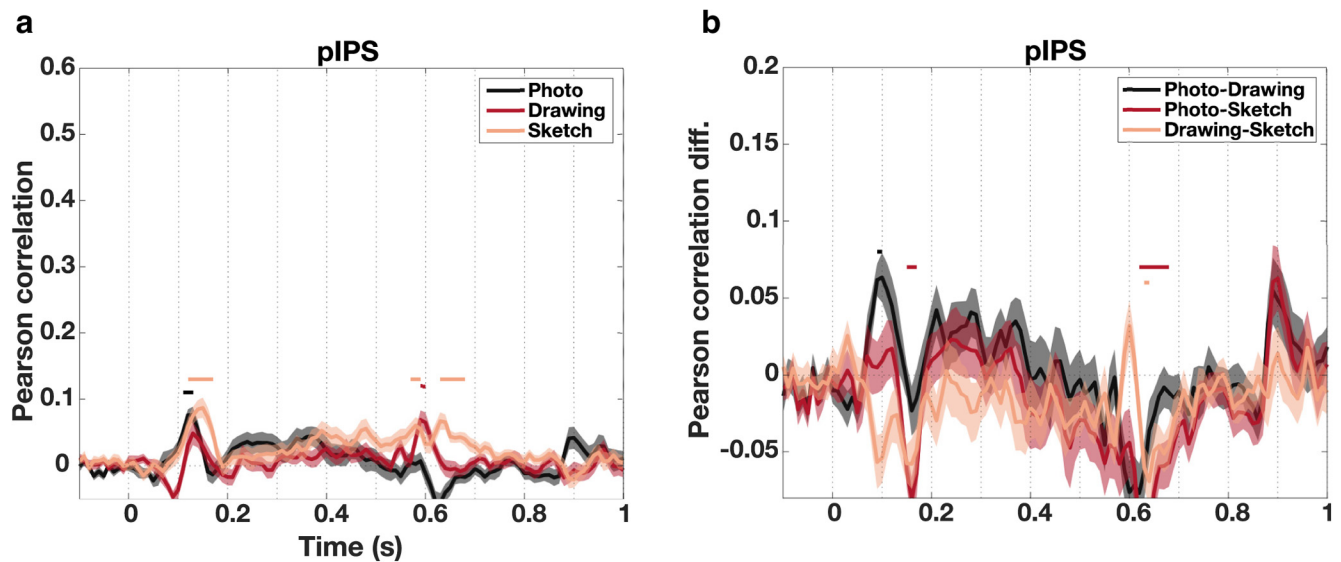 a
pIPS
0.6
0.5
0.4
0.3
0.2
0.1
0
Pearson correlation
Photo
Drawing
Sketch
0
0.2
0.4
0.6
0.8
1
Time (s)
b
pIPS
0.2
0.15
0.1
0.05
0
-0.05
Pearson correlation diff.
Photo-Drawing
Photo-Sketch
Drawing-Sketch
0
0.2
0.4
0.6
0.8
1